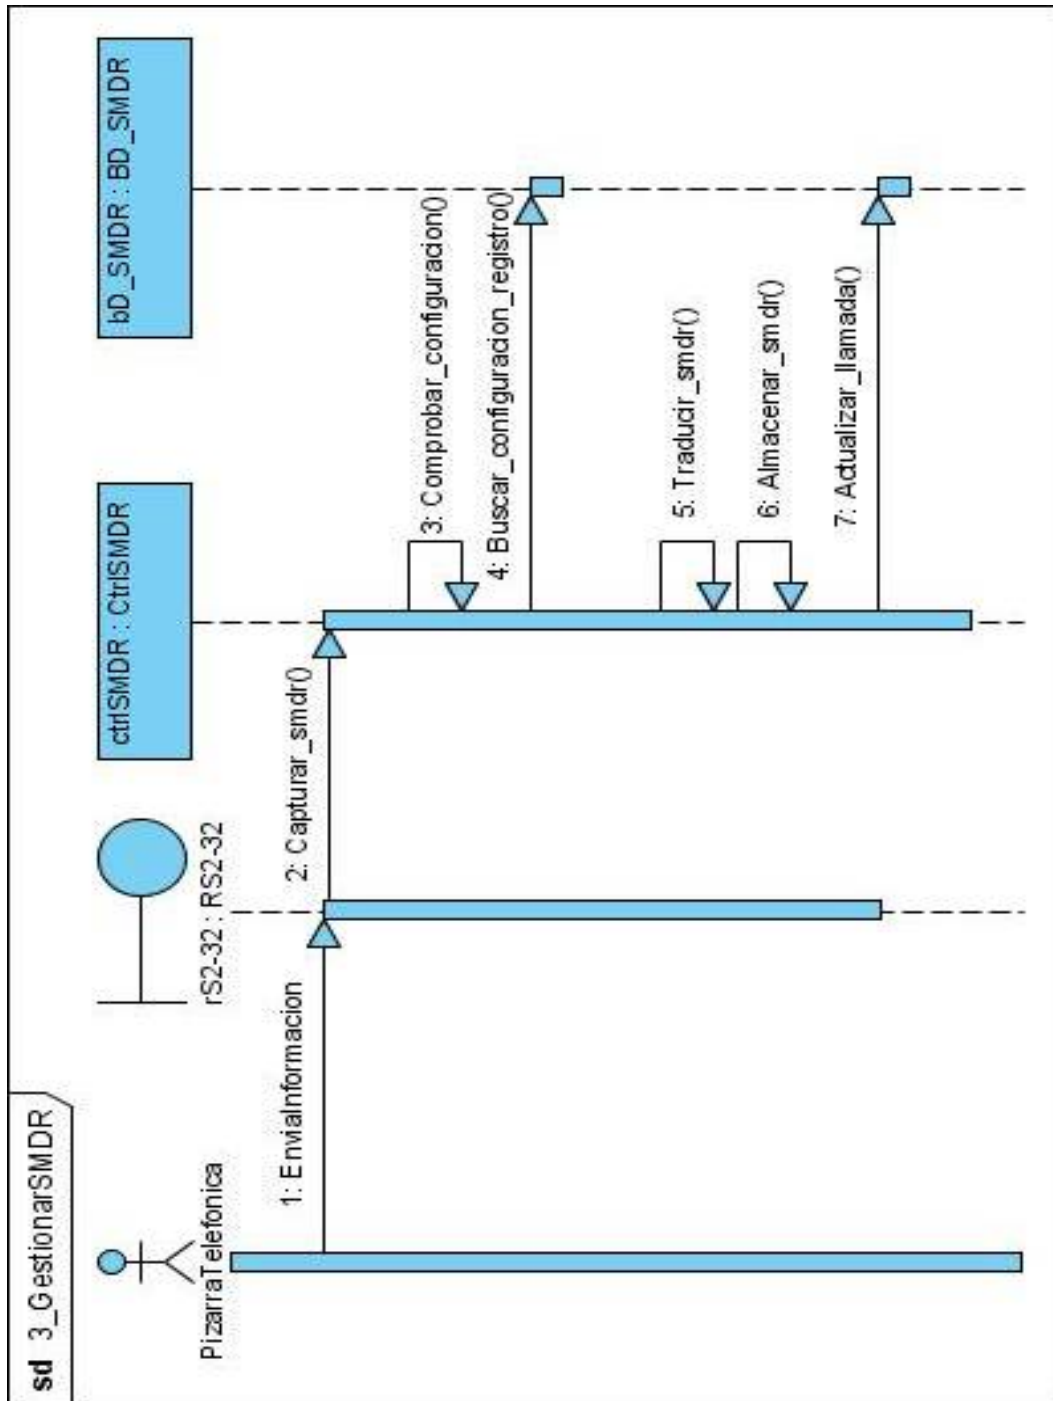 sd 3_GestionarSMDR
PizarraTelefonica
rS2-32 : RS2-32
ctrlSMDR : CtrlSMDR
bD_SMDR : BD_SMDR
1: EnviaInformacion
2: Capturar_smdr()
3: Comprobar_configuracion()
4: Buscar_configuracion_registro()
5: Traducir_smdr()
6: Almacenar_smdr()
7: Actualizar_llamada()